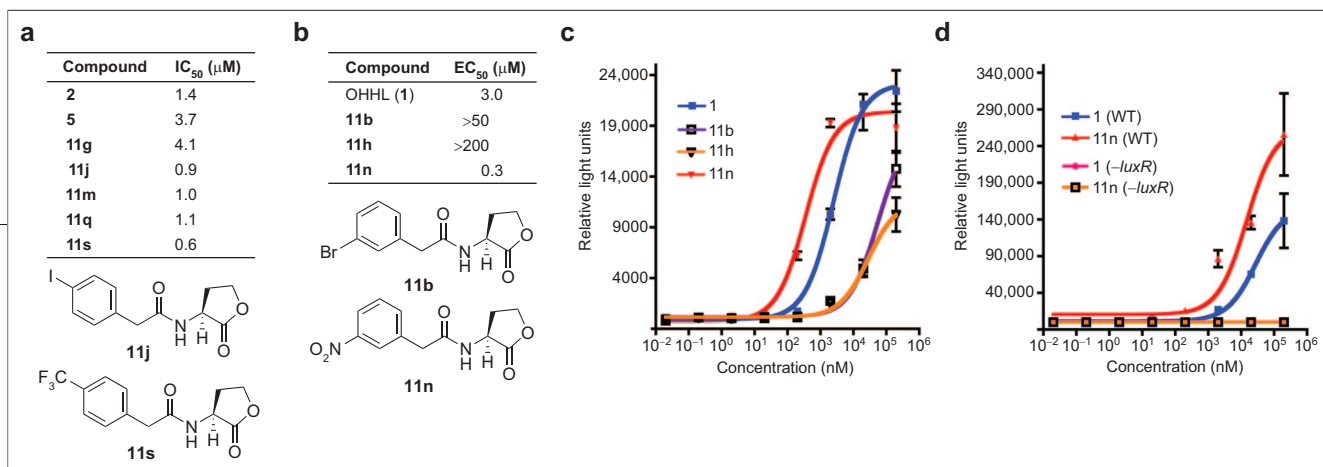 a
Compound IC50 (μM)
2 1.4
5 3.7
11g 4.1
11j 0.9
11m 1.0
11q 1.1
11s 0.6
I
O
N
H
H
O
O
11j
F3C
O
N
H
H
O
O
11s
b
Compound EC50 (μM)
OHHL (1) 3.0
11b >50
11h >200
11n 0.3
Br
O
N
H
H
O
O
11b
NO2
O
N
H
H
O
O
11n
c
Relative light units
24,000
19,000
14,000
9000
4000
1
11b
11h
11n
10−2 10−1 100 101 102 103 104 105 106
Concentration (nM)
d
Relative light units
340,000
290,000
240,000
190,000
140,000
90,000
40,000
1 (WT)
11n (WT)
1 (–luxR)
11n (–luxR)
10−2 10−1 100 101 102 103 104 105 106
Concentration (nM)